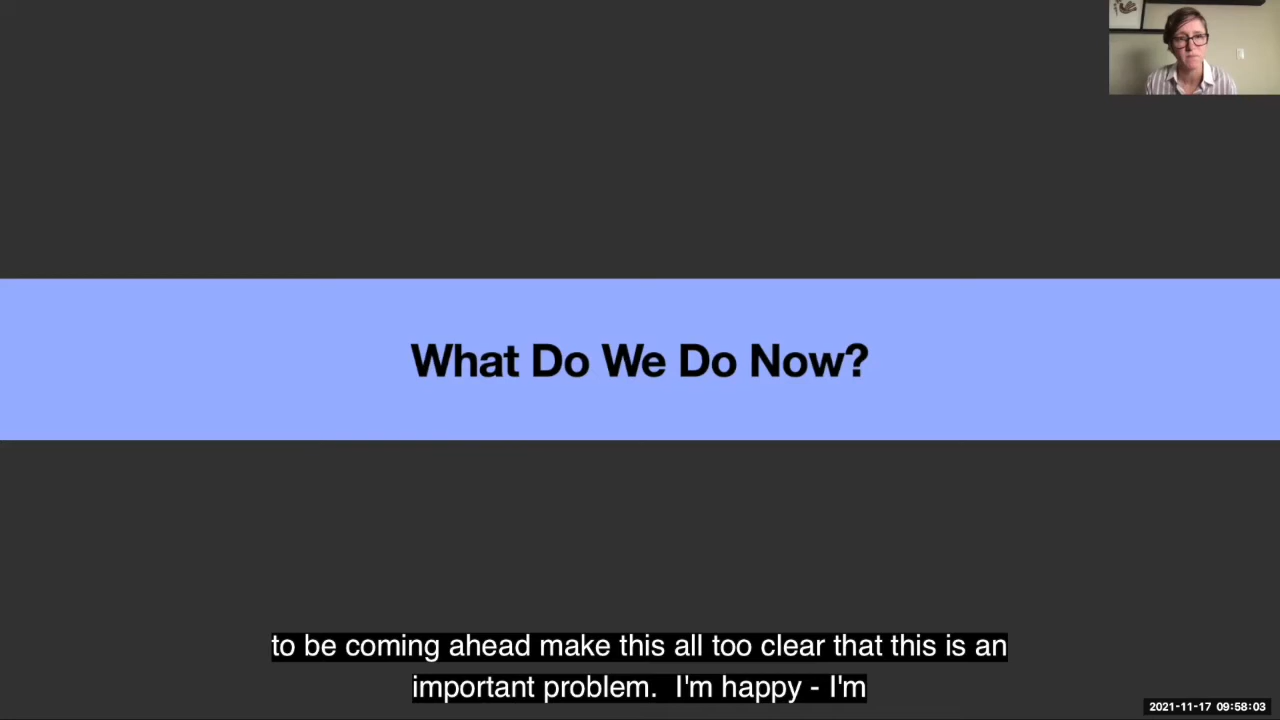 What Do We Do Now?
to be coming ahead make this all too clear that this is an
important problem.  I'm happy - I'm
2021-11-17 09:58:03